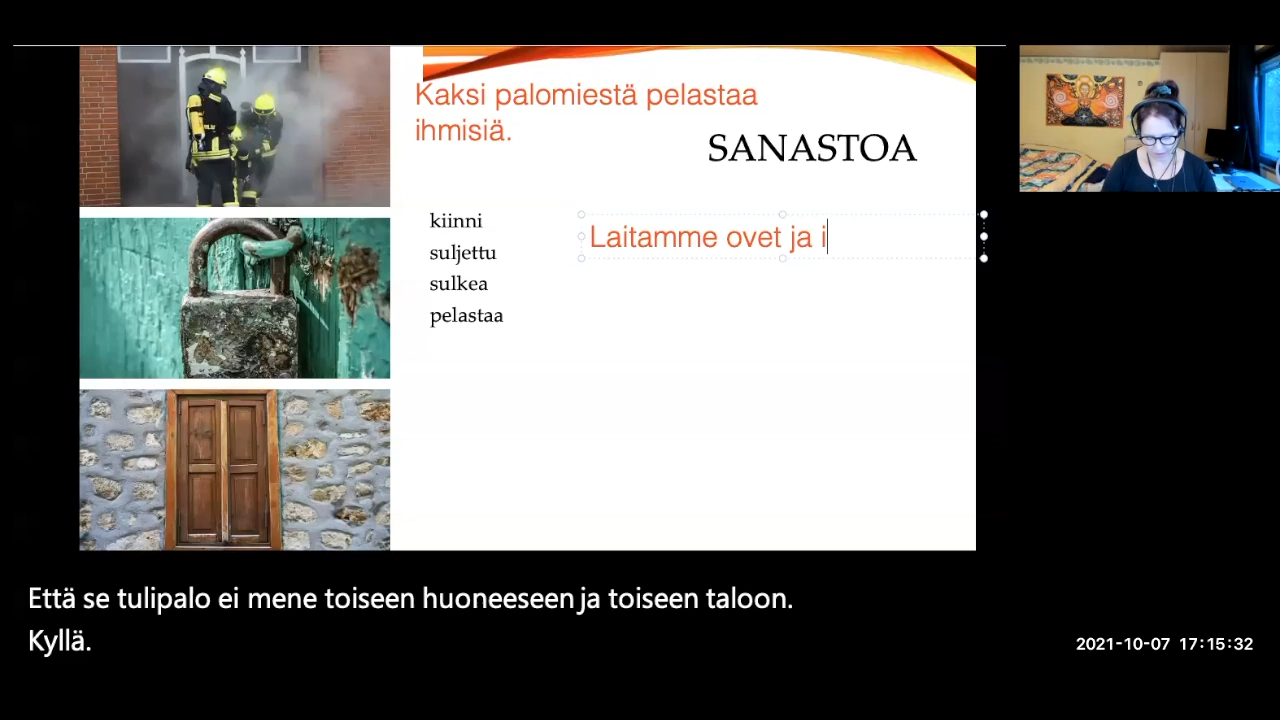 Kaksi palomiestä pelastaa
ihmisiä.
SANASTOA
kiinni
suljettu
sulkea
pelastaa
Laitamme ovet ja i
Että se tulipalo ei mene toiseen huoneeseen ja toiseen taloon.
Kyllä.
2021-10-07 17:15:32